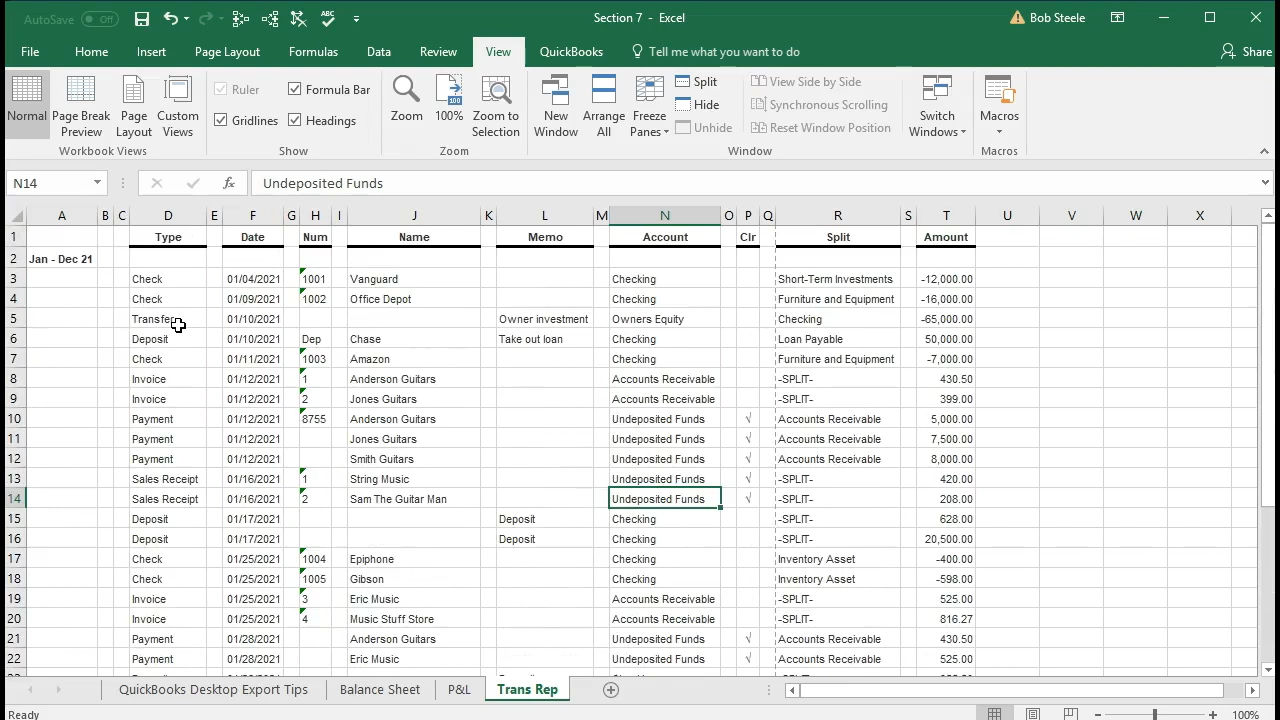 AutoSave Off
ABC
Section 7 - Excel
Bob Steele
File Home Insert Page Layout Formulas Data Review View QuickBooks Tell me what you want to do Share
Normal Page Break Preview Page Layout Custom Views
Workbook Views
Ruler Formula Bar
Gridlines Headings
Show
Zoom 100% Zoom to Selection
Zoom
New Window Arrange All Freeze Panes
Split
Hide
Unhide
View Side by Side
Synchronous Scrolling
Reset Window Position
Switch Windows
Window
Macros
Macros
N14 fx Undeposited Funds
A B C D E F G H I J K L M N O P Q R S T U V W X
1 Type Date Num Name Memo Account Clr Split Amount
2 Jan - Dec 21
3 Check 01/04/2021 1001 Vanguard Checking Short-Term Investments -12,000.00
4 Check 01/09/2021 1002 Office Depot Checking Furniture and Equipment -16,000.00
5 Transfer 01/10/2021 Owner investment Owners Equity Checking -65,000.00
6 Deposit 01/10/2021 Dep Chase Take out loan Checking Loan Payable 50,000.00
7 Check 01/11/2021 1003 Amazon Checking Furniture and Equipment -7,000.00
8 Invoice 01/12/2021 1 Anderson Guitars Accounts Receivable -SPLIT- 430.50
9 Invoice 01/12/2021 2 Jones Guitars Accounts Receivable -SPLIT- 399.00
10 Payment 01/12/2021 8755 Anderson Guitars Undeposited Funds √ Accounts Receivable 5,000.00
11 Payment 01/12/2021 Jones Guitars Undeposited Funds √ Accounts Receivable 7,500.00
12 Payment 01/12/2021 Smith Guitars Undeposited Funds √ Accounts Receivable 8,000.00
13 Sales Receipt 01/16/2021 1 String Music Undeposited Funds √ -SPLIT- 420.00
14 Sales Receipt 01/16/2021 2 Sam The Guitar Man Undeposited Funds √ -SPLIT- 208.00
15 Deposit 01/17/2021 Deposit Checking -SPLIT- 628.00
16 Deposit 01/17/2021 Deposit Checking -SPLIT- 20,500.00
17 Check 01/25/2021 1004 Epiphone Checking Inventory Asset -400.00
18 Check 01/25/2021 1005 Gibson Checking Inventory Asset -598.00
19 Invoice 01/25/2021 3 Eric Music Accounts Receivable -SPLIT- 525.00
20 Invoice 01/25/2021 4 Music Stuff Store Accounts Receivable -SPLIT- 816.27
21 Payment 01/28/2021 Anderson Guitars Undeposited Funds √ Accounts Receivable 430.50
22 Payment 01/28/2021 Eric Music Undeposited Funds √ Accounts Receivable 525.00
QuickBooks Desktop Export Tips Balance Sheet P&L Trans Rep
Ready 100%